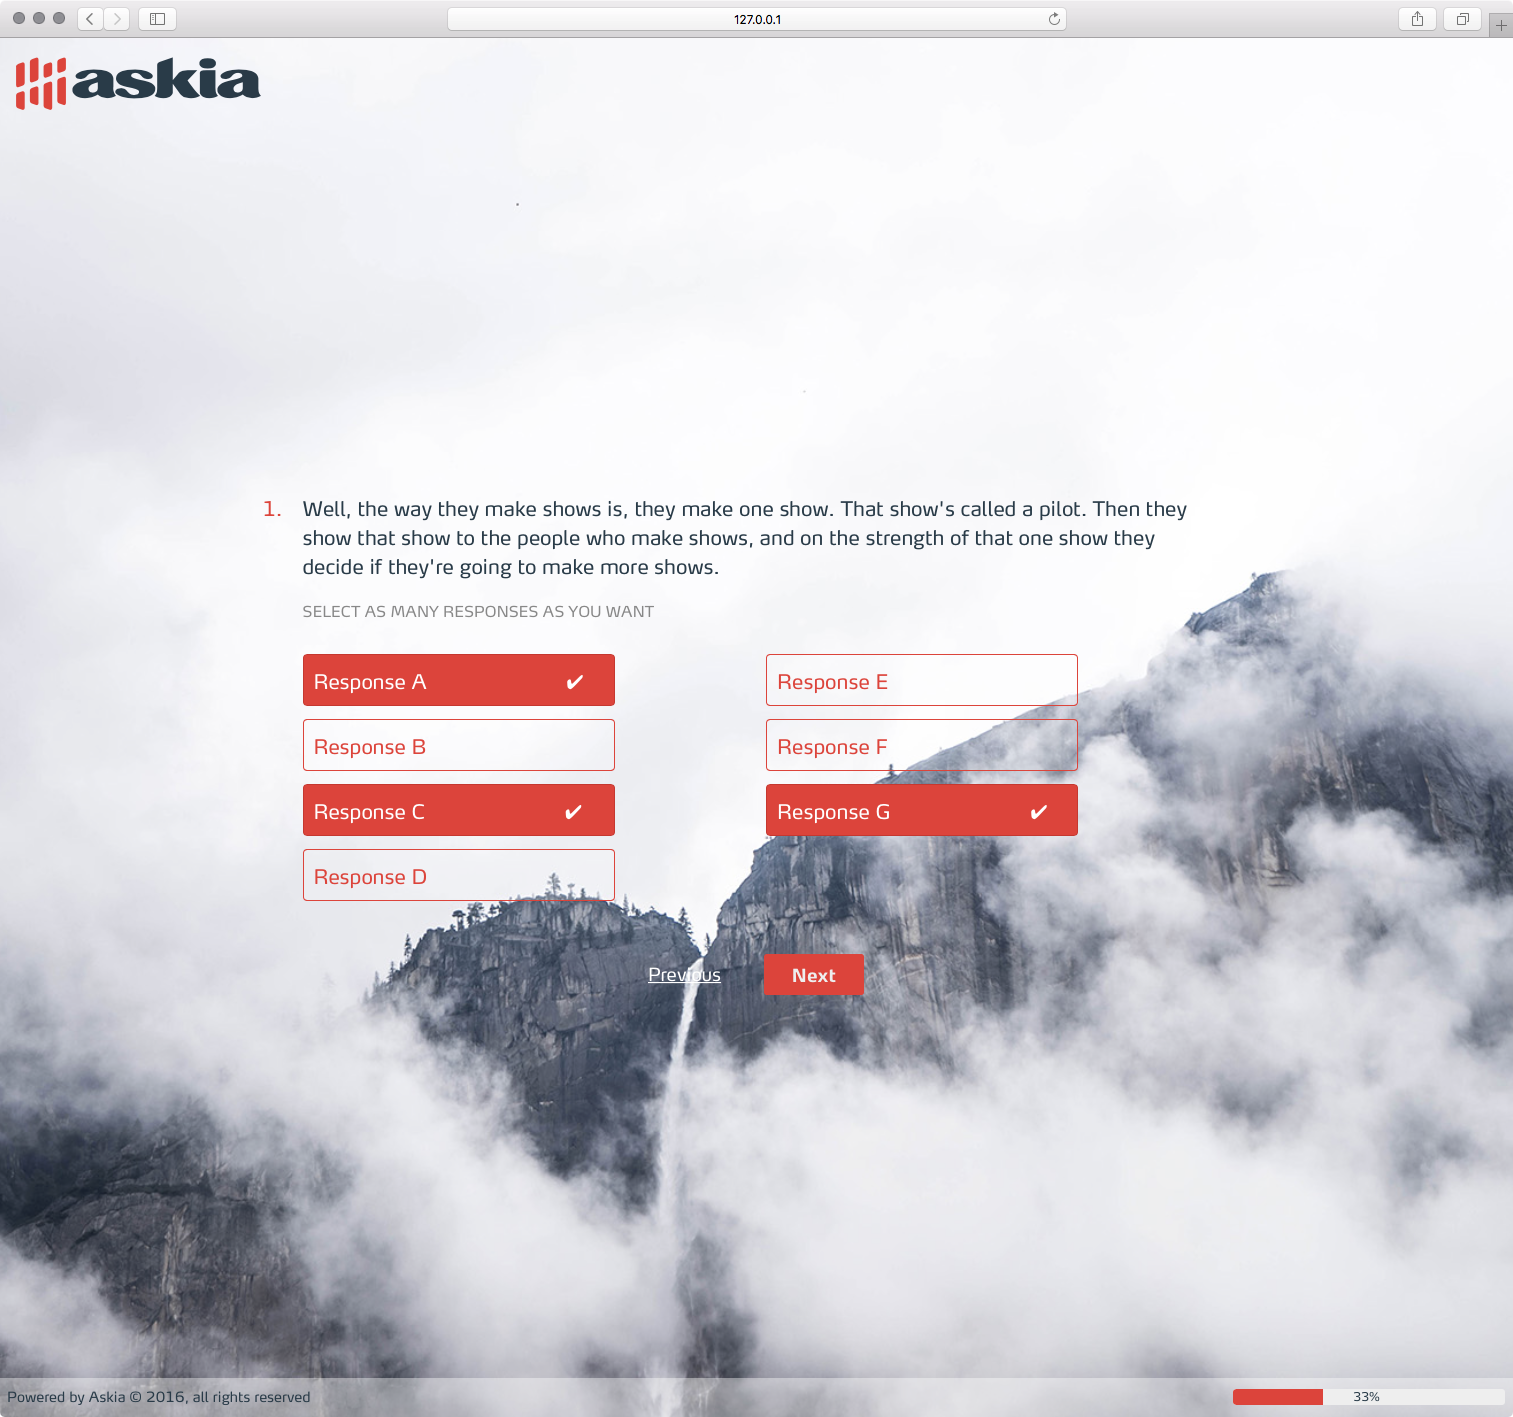 127.0.0.1
askia
1. Well, the way they make shows is, they make one show. That show's called a pilot. Then they
show that show to the people who make shows, and on the strength of that one show they
decide if they're going to make more shows.
SELECT AS MANY RESPONSES AS YOU WANT
Response A ✔
Response B
Response C ✔
Response D
Response E
Response F
Response G ✔
Previous
Next
Powered by Askia © 2016, all rights reserved
33%